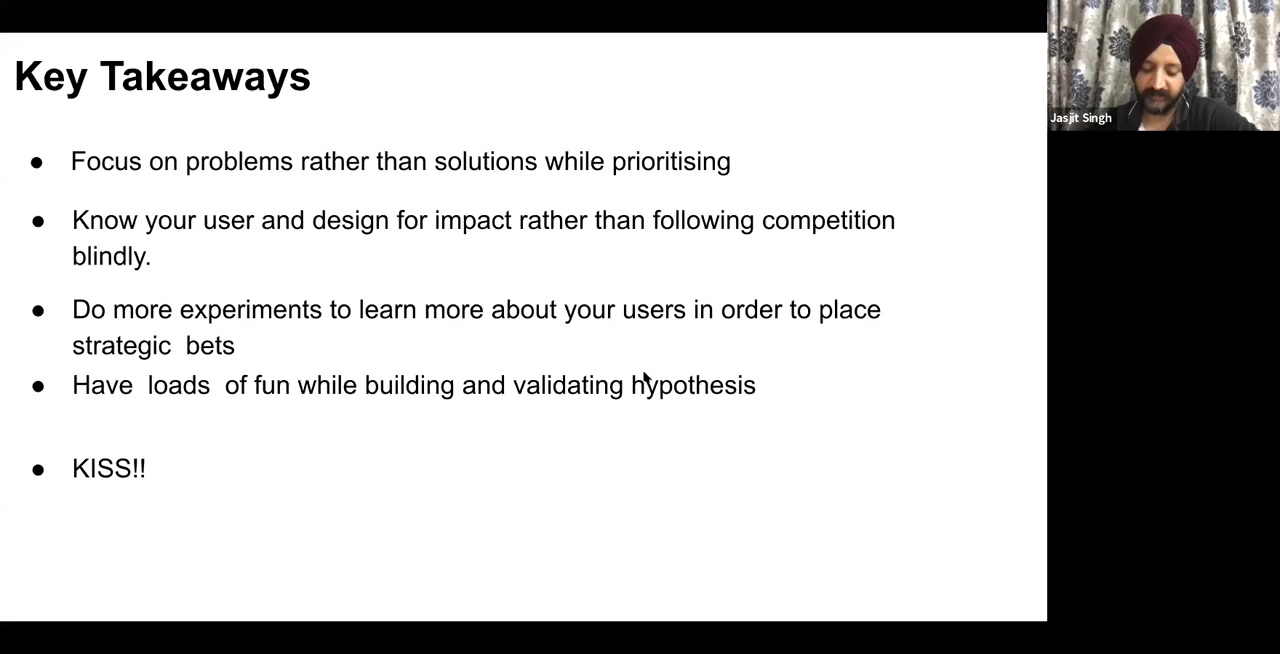 Key Takeaways
● Focus on problems rather than solutions while prioritising
● Know your user and design for impact rather than following competition
blindly.
● Do more experiments to learn more about your users in order to place
strategic  bets
● Have  loads  of fun while building and validating hypothesis
● KISS!!
Jasjit Singh